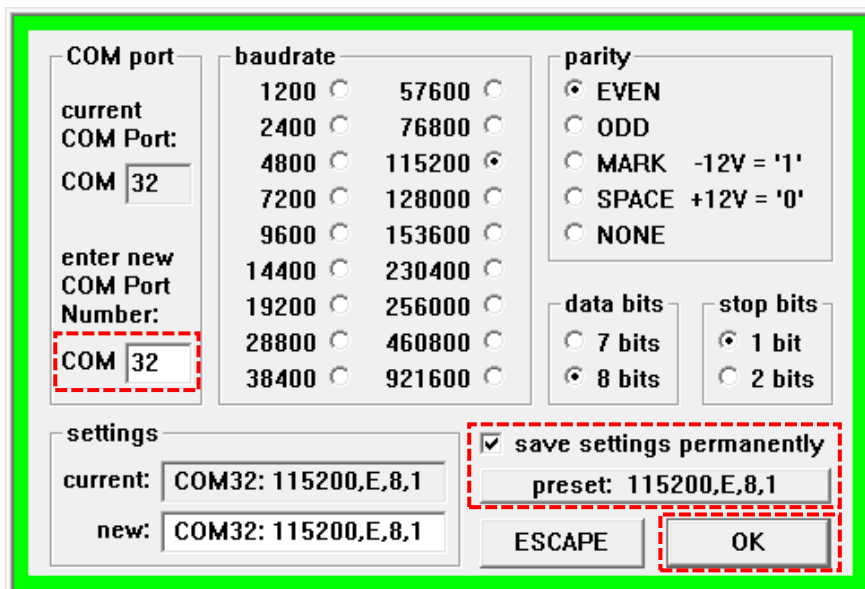 COM port
current
COM Port:
COM 32
enter new
COM Port
Number:
COM 32
baudrate
1200 57600
2400 76800
4800 115200
7200 128000
9600 153600
14400 230400
19200 256000
28800 460800
38400 921600
parity
EVEN
ODD
MARK -12V = '1'
SPACE +12V = '0'
NONE
data bits
7 bits
8 bits
stop bits
1 bit
2 bits
settings
current: COM32: 115200,E,8,1
new: COM32: 115200,E,8,1
save settings permanently
preset: 115200,E,8,1
ESCAPE
OK